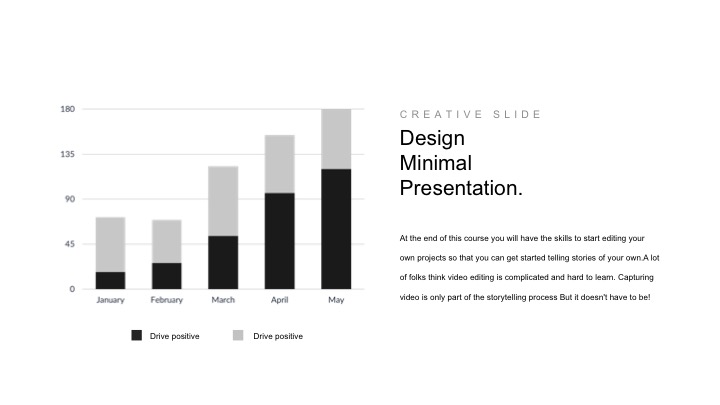 180
135
90
45
0
January February March April May
Drive positive Drive positive
CREATIVE SLIDE
Design
Minimal
Presentation.
At the end of this course you will have the skills to start editing your
own projects so that you can get started telling stories of your own.A lot
of folks think video editing is complicated and hard to learn. Capturing
video is only part of the storytelling process But it doesn't have to be!